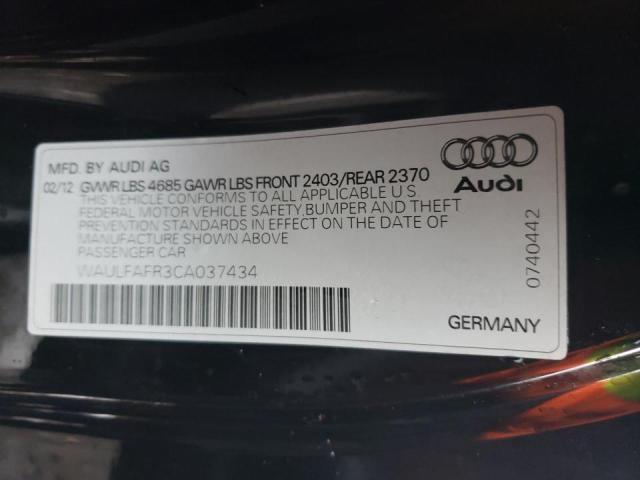 MFD. BY AUDI AG
02/12 GVWR LBS 4685 GAWR LBS FRONT 2403/REAR 2370
THIS VEHICLE CONFORMS TO ALL APPLICABLE U S
FEDERAL MOTOR VEHICLE SAFETY, BUMPER AND THEFT
PREVENTION STANDARDS IN EFFECT ON THE DATE OF
MANUFACTURE SHOWN ABOVE
PASSENGER CAR
WAULFAFR3CA037434
Audi
0740442
GERMANY